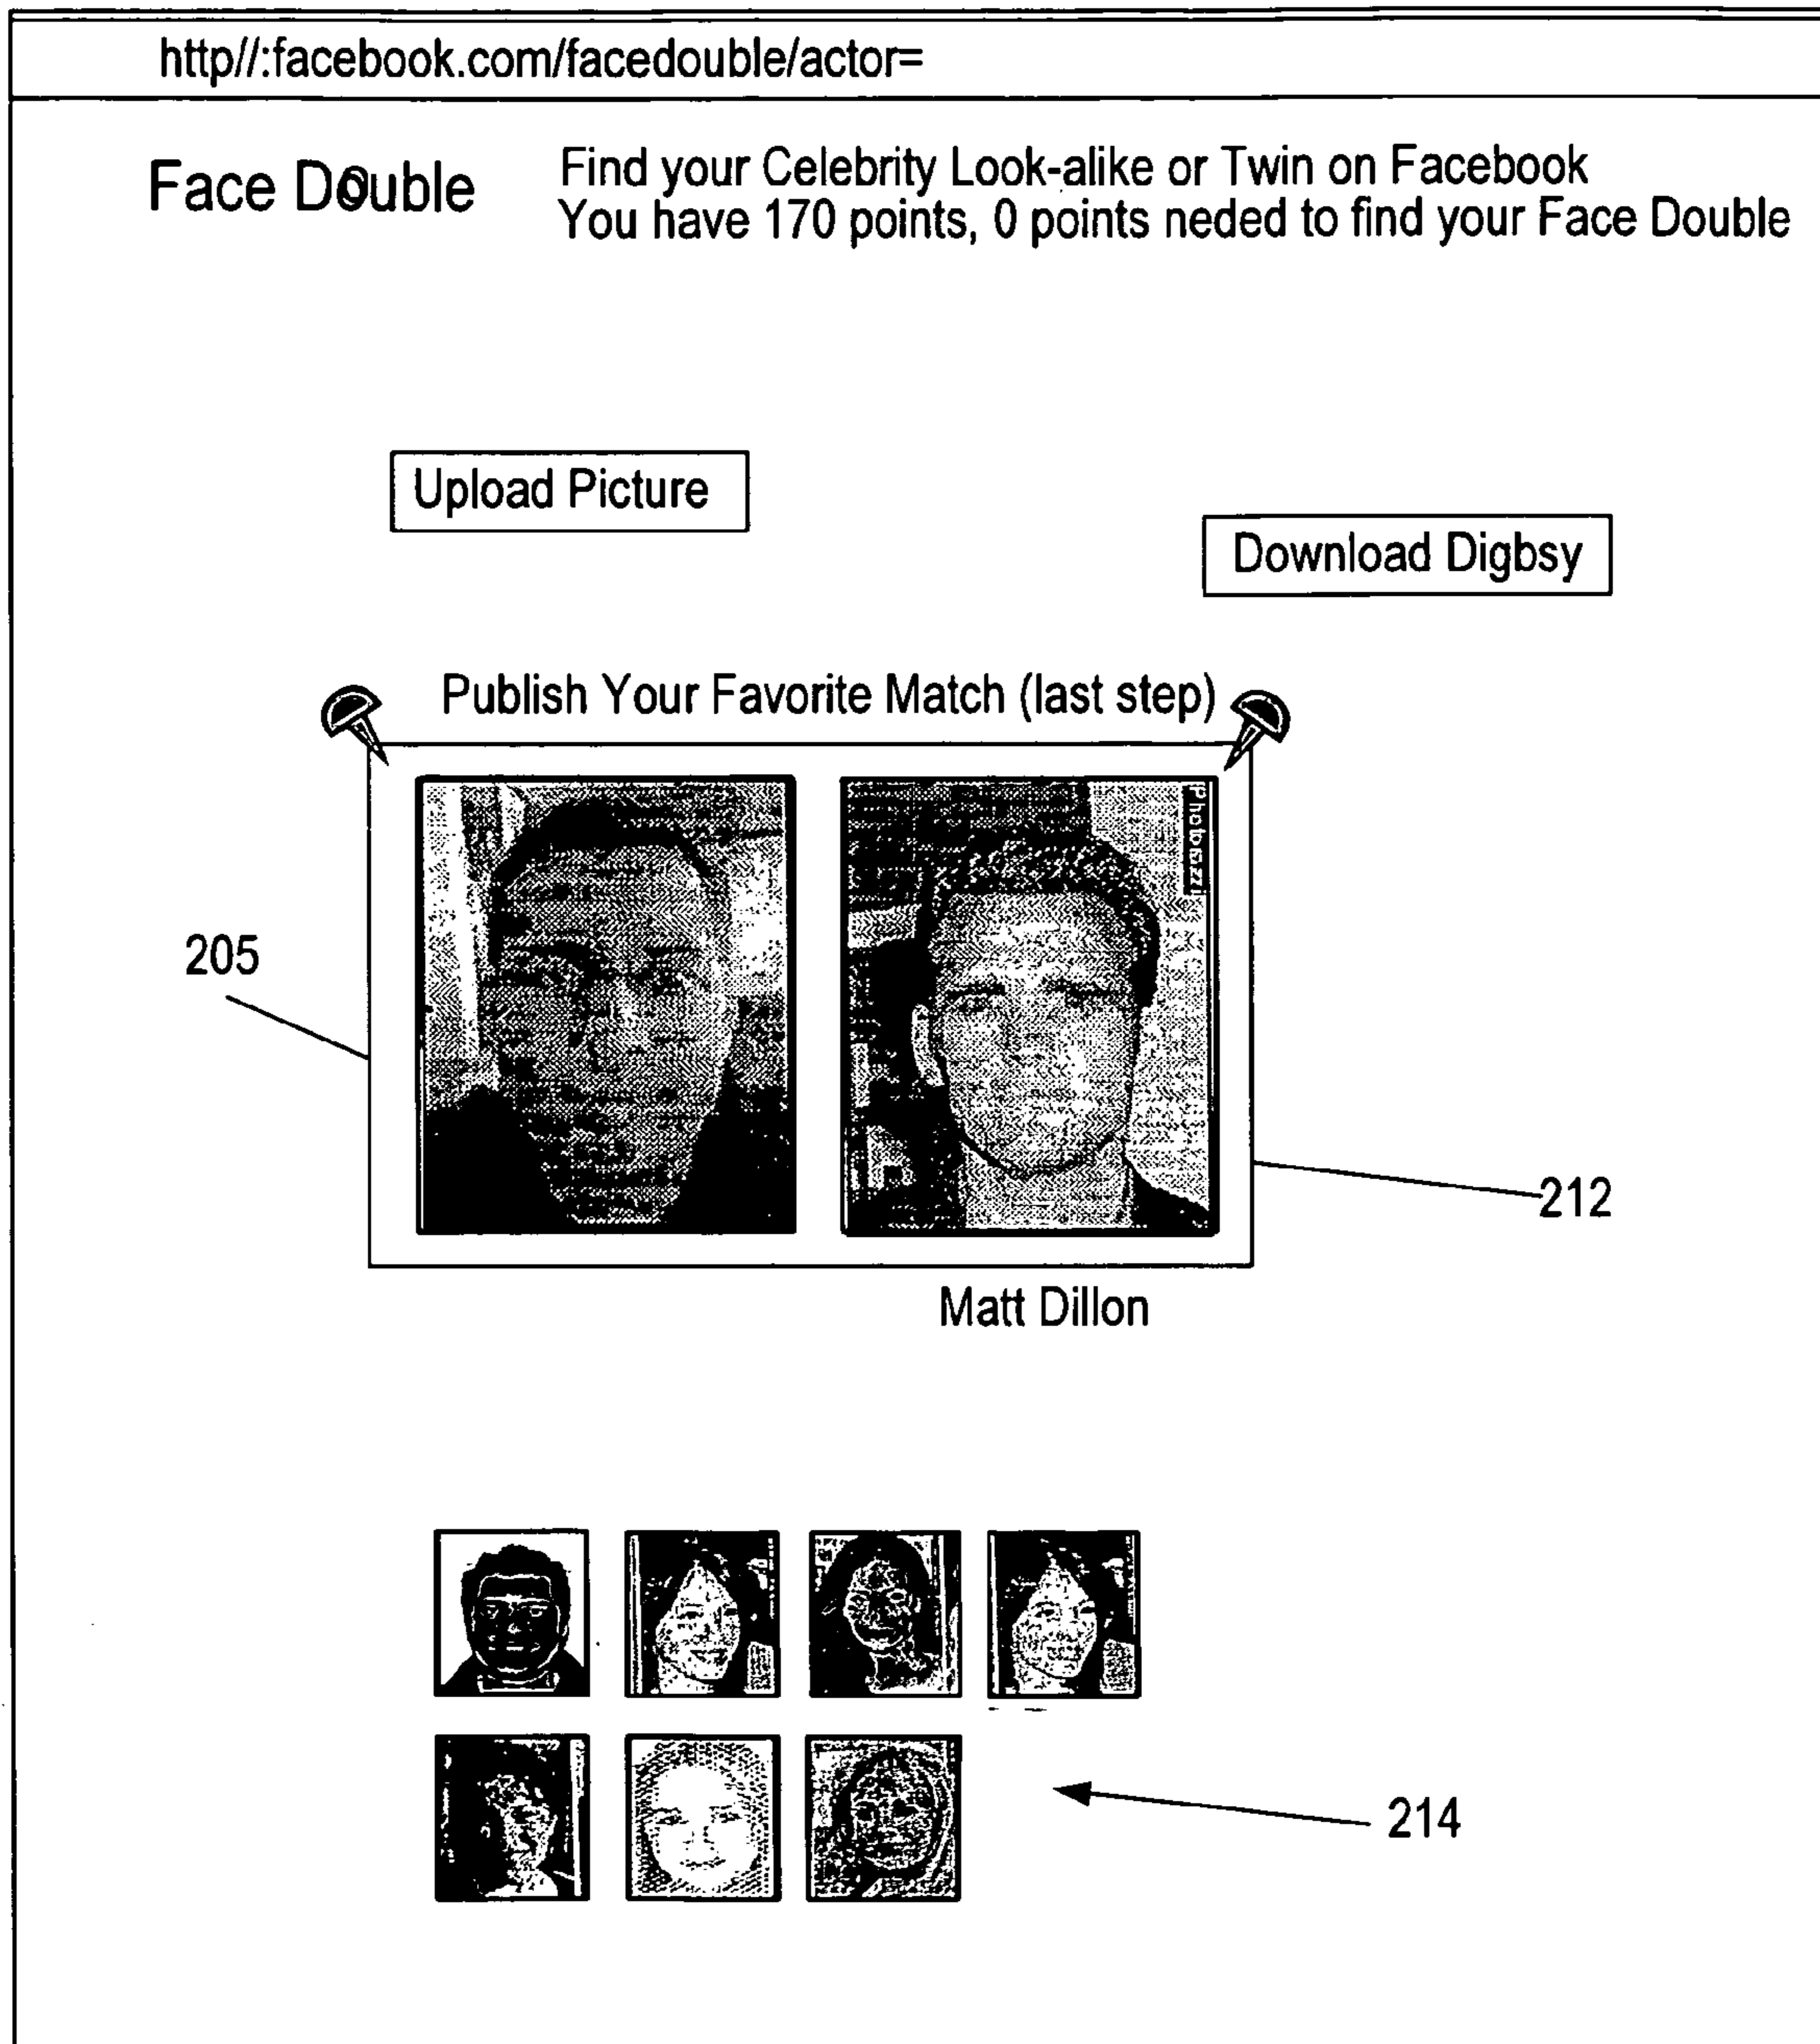 http//:facebook.com/facedouble/actor=
Face Double
Find your Celebrity Look-alike or Twin on Facebook
You have 170 points, 0 points neded to find your Face Double
Upload Picture
Download Digbsy
Publish Your Favorite Match (last step)
Photorazzi
205
212
Matt Dillon
214